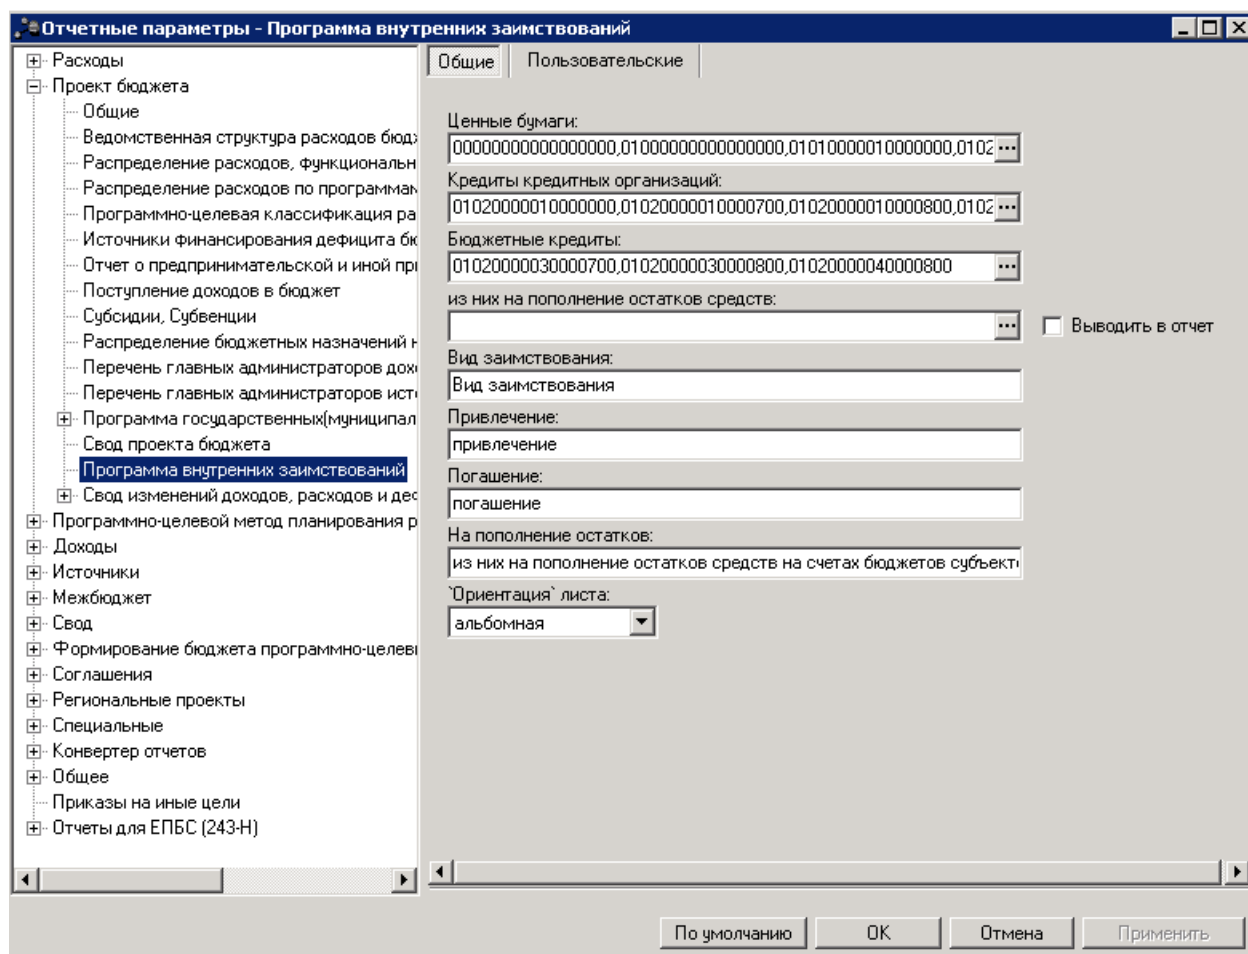 Отчетные параметры - Программа внутренних заимствований
Расходы
Проект бюджета
Общие
Ведомственная структура расходов бюдж
Распределение расходов, функциональн
Распределение расходов по программам
Программно-целевая классификация ра
Источники финансирования дефицита бю
Отчет о предпринимательской и иной при
Поступление доходов в бюджет
Субсидии, Субвенции
Распределение бюджетных назначений н
Перечень главных администраторов дохо
Перечень главных администраторов исто
Программа государственных(муниципал
Свод проекта бюджета
Программа внутренних заимствований
Свод изменений доходов, расходов и деф
Программно-целевой метод планирования р
Доходы
Источники
Межбюджет
Свод
Формирование бюджета программно-целевы
Соглашения
Региональные проекты
Специальные
Конвертер отчетов
Общее
Приказы на иные цели
Отчеты для ЕПБС (243-Н)
Общие
Пользовательские
Ценные бумаги:
00000000000000000,01000000000000000,01010000010000000,0102 ...
Кредиты кредитных организаций:
01020000010000000,01020000010000700,01020000010000800,0102 ...
Бюджетные кредиты:
01020000030000700,01020000030000800,01020000040000800 ...
из них на пополнение остатков средств:
...
Выводить в отчет
Вид заимствования:
Вид заимствования
Привлечение:
привлечение
Погашение:
погашение
На пополнение остатков:
из них на пополнение остатков средств на счетах бюджетов субъекто
`Ориентация` листа:
альбомная
По умолчанию
OK
Отмена
Применить